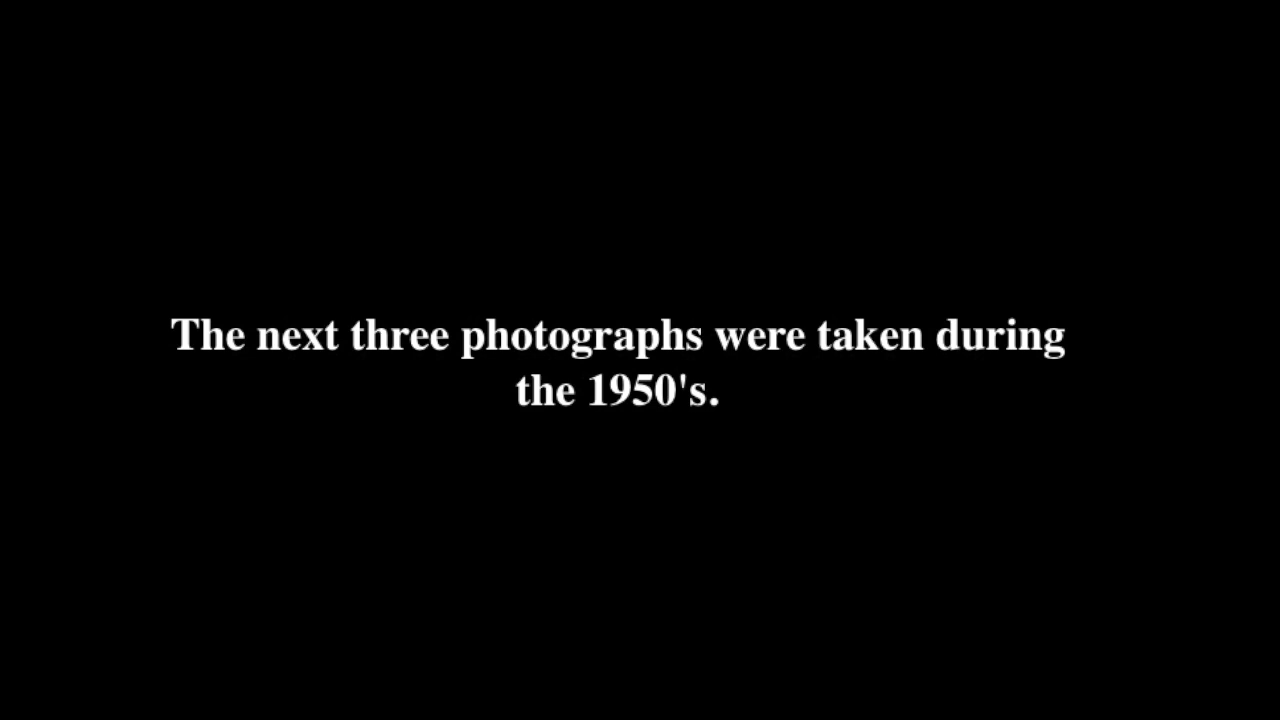 The next three photographs were taken during
the 1950's.